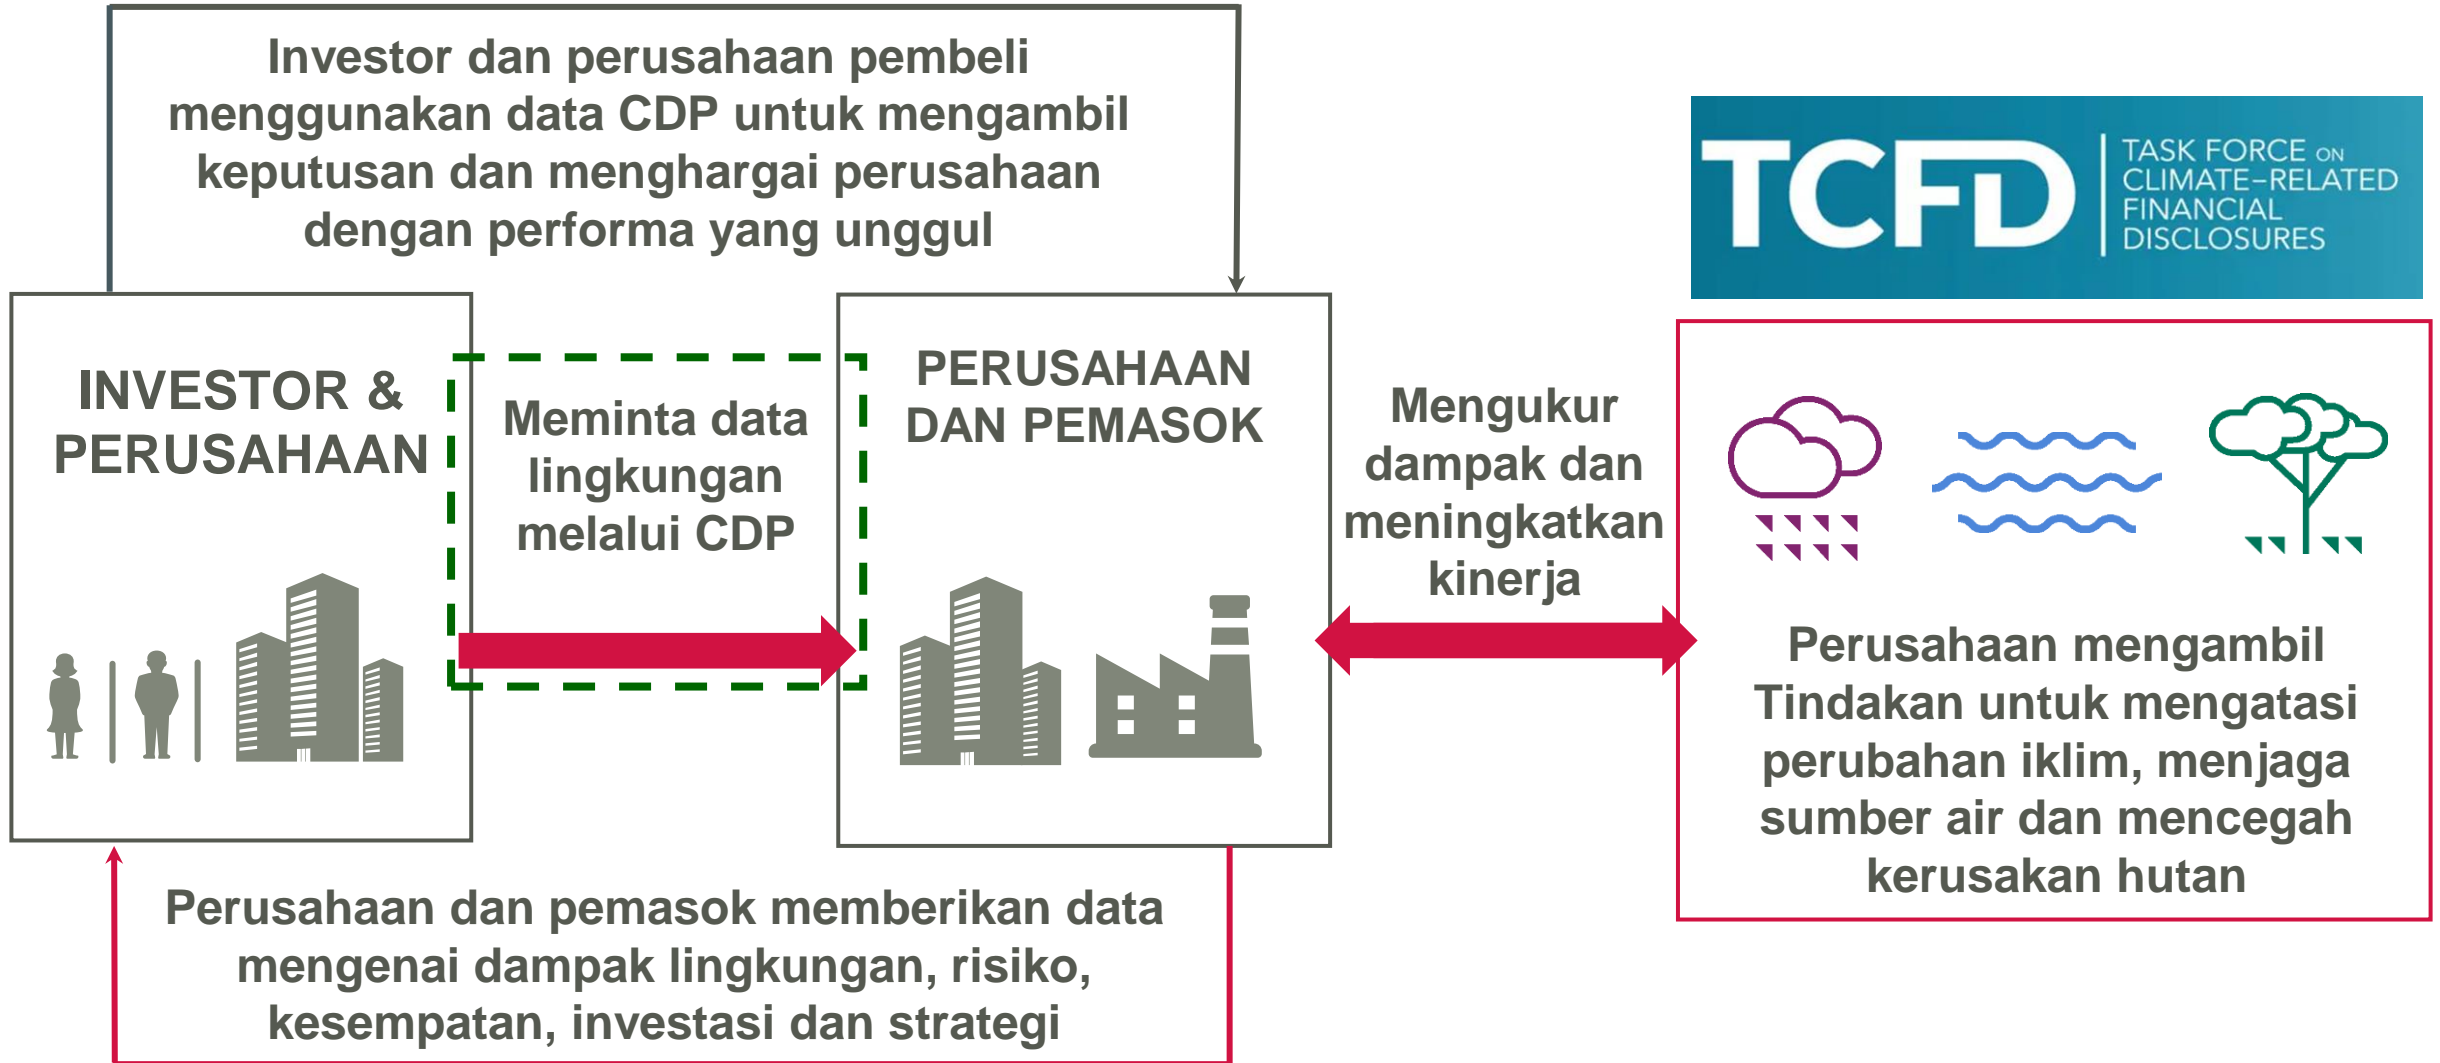 Investor dan perusahaan pembeli
menggunakan data CDP untuk mengambil
keputusan dan menghargai perusahaan
dengan performa yang unggul
TCFD
TASK FORCE ON
CLIMATE-RELATED
FINANCIAL
DISCLOSURES
INVESTOR &
PERUSAHAAN
Meminta data
lingkungan
melalui CDP
PERUSAHAAN
DAN PEMASOK
Mengukur
dampak dan
meningkatkan
kinerja
Perusahaan mengambil
Tindakan untuk mengatasi
perubahan iklim, menjaga
sumber air dan mencegah
kerusakan hutan
Perusahaan dan pemasok memberikan data
mengenai dampak lingkungan, risiko,
kesempatan, investasi dan strategi